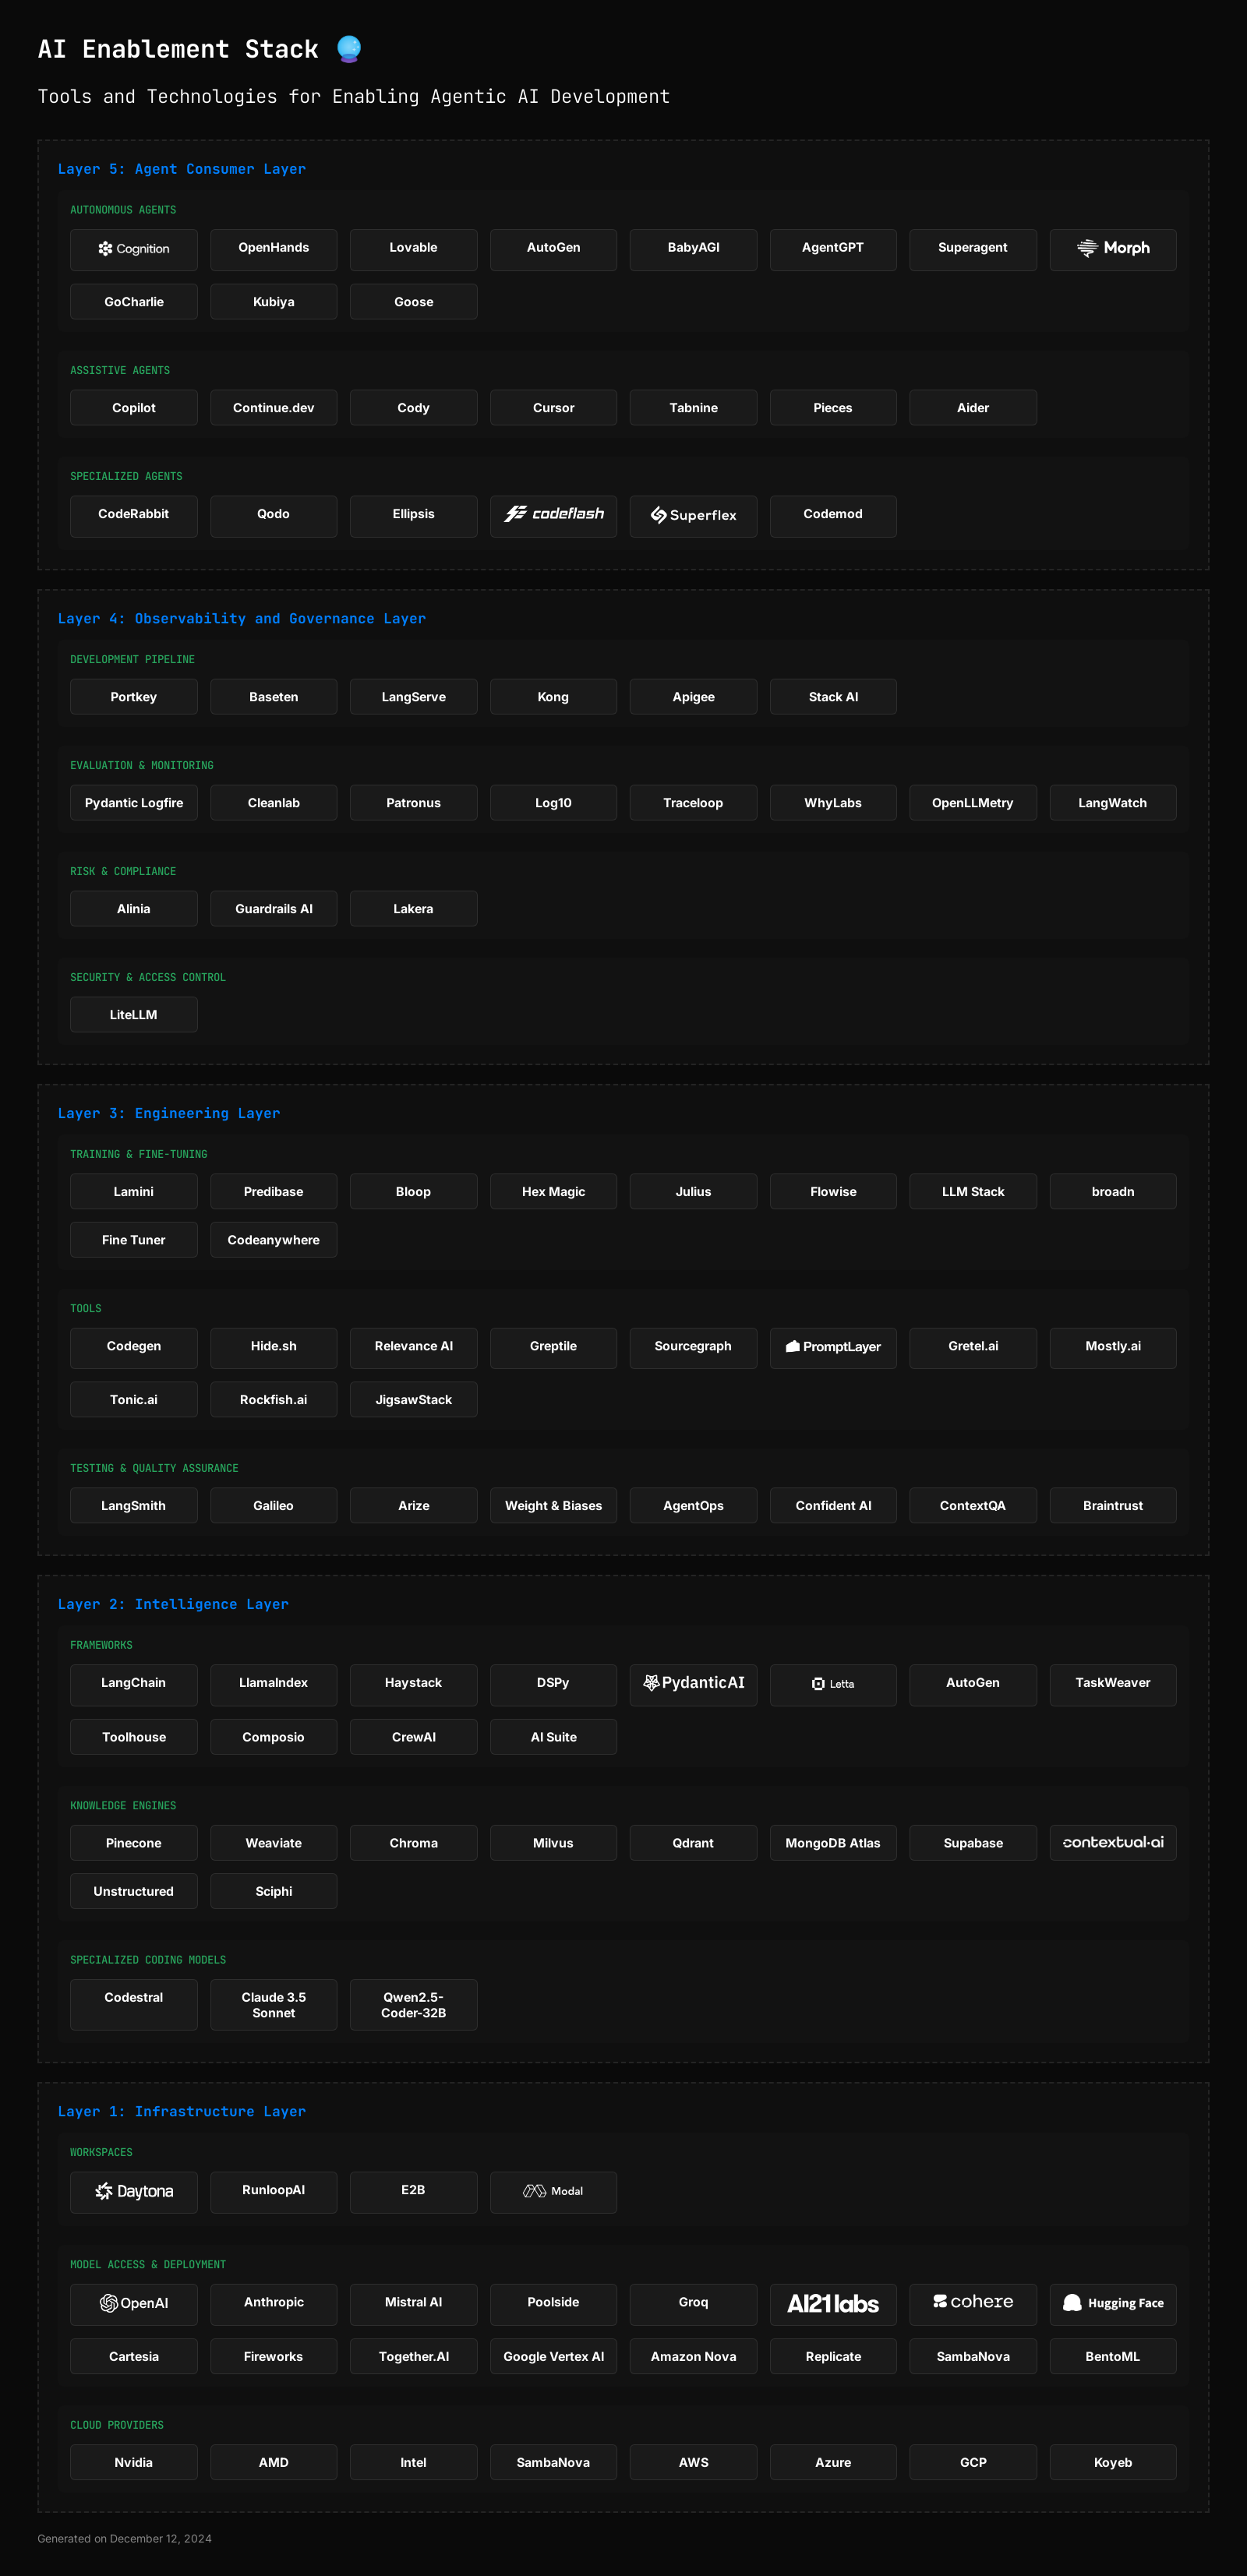 AI Enablement Stack 🔮
Tools and Technologies for Enabling Agentic AI Development
Layer 5: Agent Consumer Layer
AUTONOMOUS AGENTS
Cognition OpenHands Lovable AutoGen BabyAGI AgentGPT Superagent Morph
GoCharlie Kubiya Goose
ASSISTIVE AGENTS
Copilot Continue.dev Cody Cursor Tabnine Pieces Aider
SPECIALIZED AGENTS
CodeRabbit Qodo Ellipsis codeflash Superflex Codemod
Layer 4: Observability and Governance Layer
DEVELOPMENT PIPELINE
Portkey Baseten LangServe Kong Apigee Stack AI
EVALUATION & MONITORING
Pydantic Logfire Cleanlab Patronus Log10 Traceloop WhyLabs OpenLLMetry LangWatch
RISK & COMPLIANCE
Alinia Guardrails AI Lakera
SECURITY & ACCESS CONTROL
LiteLLM
Layer 3: Engineering Layer
TRAINING & FINE-TUNING
Lamini Predibase Bloop Hex Magic Julius Flowise LLM Stack broadn
Fine Tuner Codeanywhere
TOOLS
Codegen Hide.sh Relevance AI Greptile Sourcegraph PromptLayer Gretel.ai Mostly.ai
Tonic.ai Rockfish.ai JigsawStack
TESTING & QUALITY ASSURANCE
LangSmith Galileo Arize Weight & Biases AgentOps Confident AI ContextQA Braintrust
Layer 2: Intelligence Layer
FRAMEWORKS
LangChain LlamaIndex Haystack DSPy PydanticAI Letta AutoGen TaskWeaver
Toolhouse Composio CrewAI AI Suite
KNOWLEDGE ENGINES
Pinecone Weaviate Chroma Milvus Qdrant MongoDB Atlas Supabase contextual·ai
Unstructured Sciphi
SPECIALIZED CODING MODELS
Codestral Claude 3.5 Qwen2.5-
Sonnet Coder-32B
Layer 1: Infrastructure Layer
WORKSPACES
Daytona RunloopAI E2B Modal
MODEL ACCESS & DEPLOYMENT
OpenAI Anthropic Mistral AI Poolside Groq AI21labs cohere Hugging Face
Cartesia Fireworks Together.AI Google Vertex AI Amazon Nova Replicate SambaNova BentoML
CLOUD PROVIDERS
Nvidia AMD Intel SambaNova AWS Azure GCP Koyeb
Generated on December 12, 2024